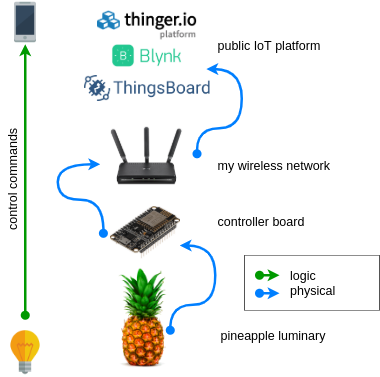 thinger.io
platform
Blynk
ThingsBoard
public IoT platform
my wireless network
controller board
control commands
logic
physical
pineapple luminary